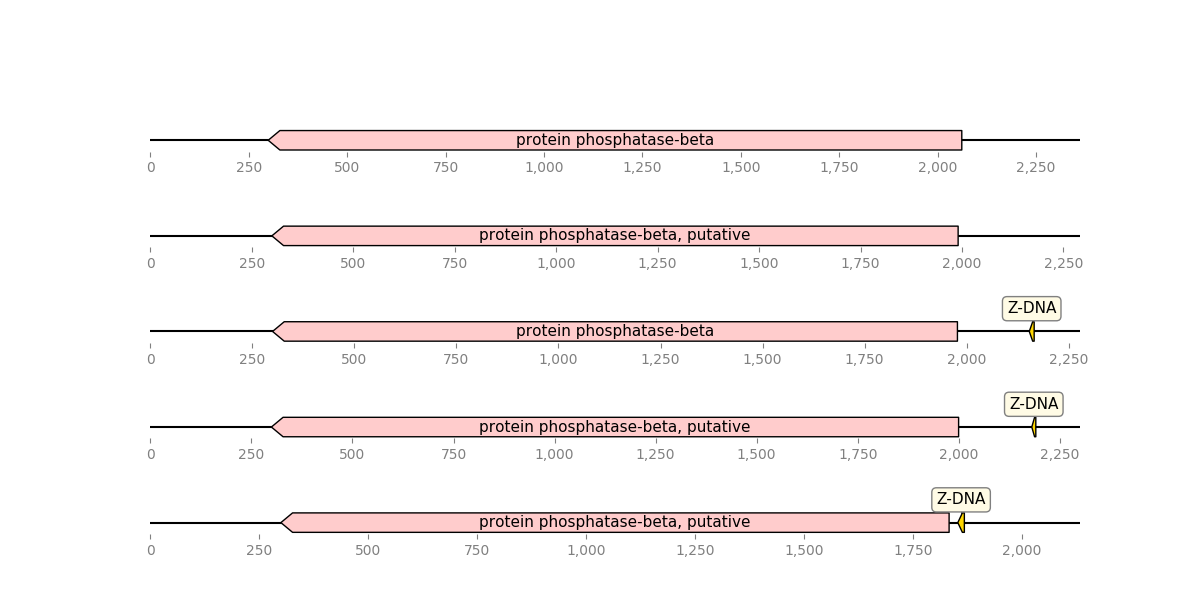 protein phosphatase-beta
0 250 500 750 1,000 1,250 1,500 1,750 2,000 2,250
protein phosphatase-beta, putative
0 250 500 750 1,000 1,250 1,500 1,750 2,000 2,250
Z-DNA
protein phosphatase-beta
0 250 500 750 1,000 1,250 1,500 1,750 2,000 2,250
Z-DNA
protein phosphatase-beta, putative
0 250 500 750 1,000 1,250 1,500 1,750 2,000 2,250
Z-DNA
protein phosphatase-beta, putative
0 250 500 750 1,000 1,250 1,500 1,750 2,000